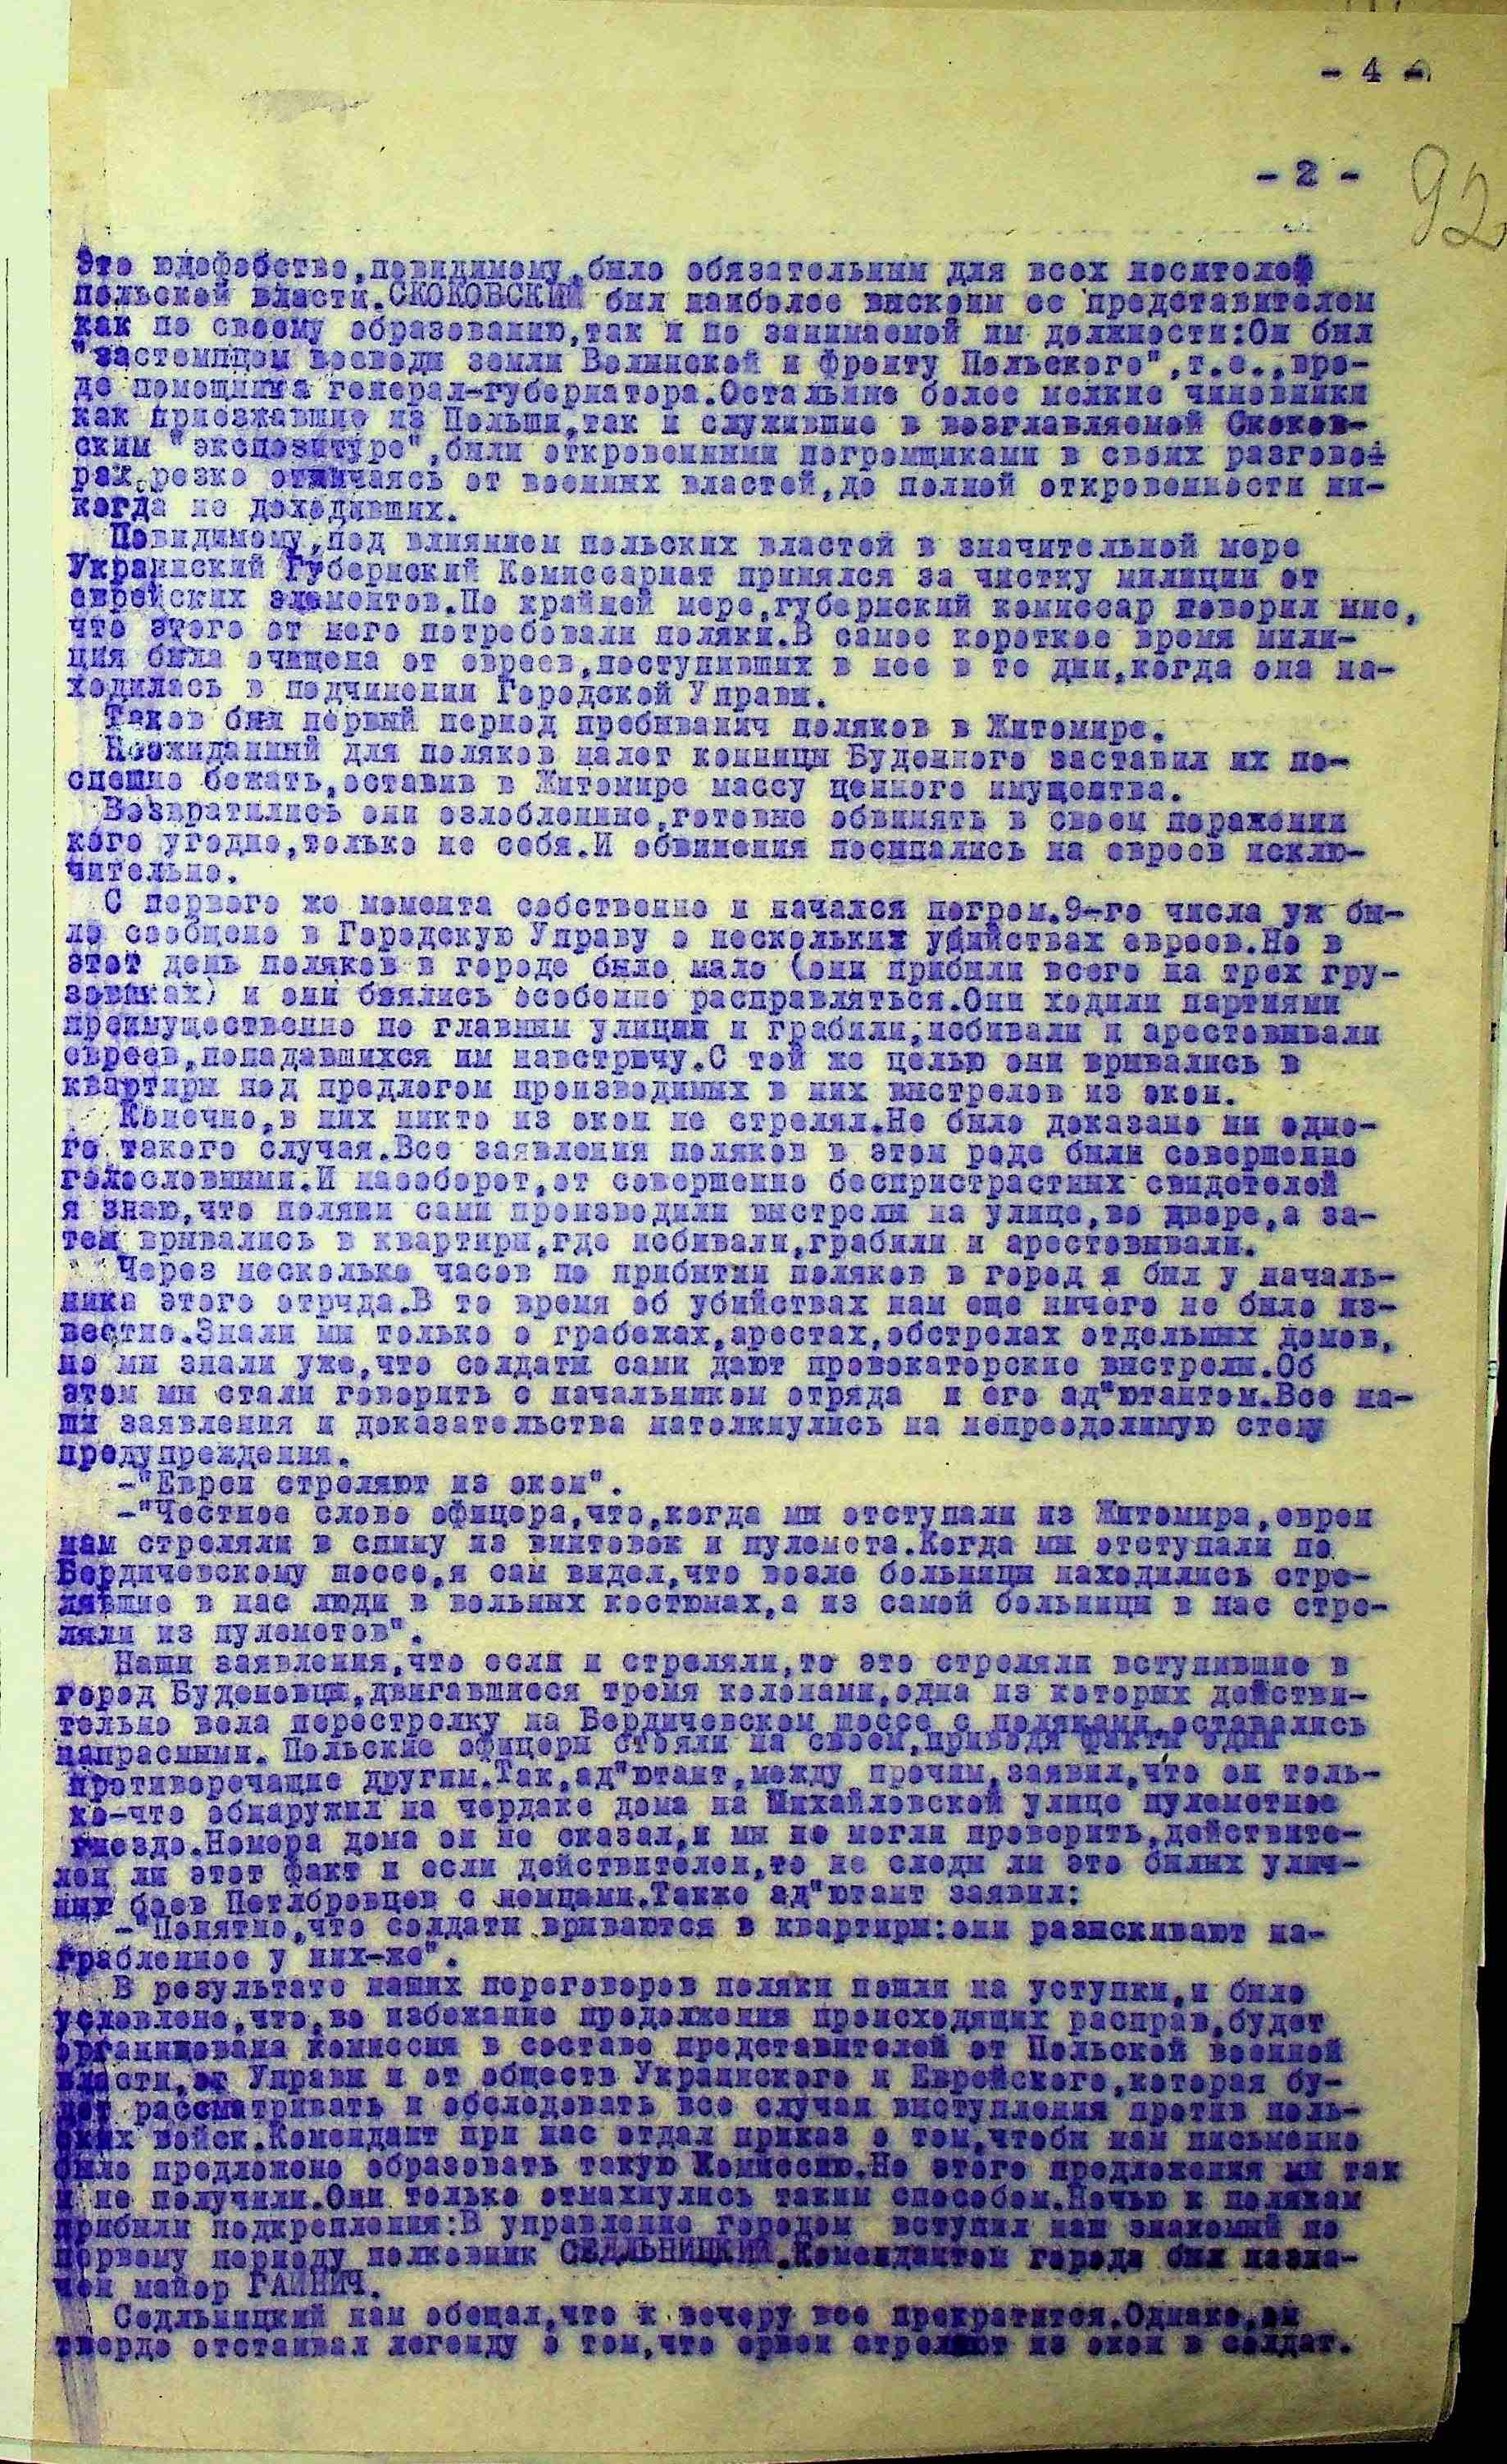 - 4 -
- 2 -
92
Это юдофобство,повидимому,было обязательным для всех носителей
польской власти.СКОКОВСКИЙ был наиболее высоким ее представителем
как по своему образованию,так и по занимаемой им должности:Он был
"застемпцом воеводы земли Волынской и Фронту Польского",т.е.,вро-
де помощника генерал-губернатора.Остальные более мелкие чиновники
как приезжавшие из Польши,так и служившие в возглавляемой Скоков-
ским "экспозитуре",были откровенными погромщиками в своих разгово-
рах,резко отличаясь от военных властей,до полной откровенности ни-
когда не доходивших.
Повидимому,под влиянием польских властей в значительной мере
Украинский Губернский Комиссариат принялся за чистку милиции от
еврейских элементов.По крайней мере,губернский комиссар говорил мне,
что этого от него потребовали поляки.В самое короткое время мили-
ция была очищена от евреев,поступивших в нее в те дни,когда она на-
ходилась в подчинении Городской Управы.
Таков был первый период пребыванич поляков в Житомире.
Неожиданный для поляков налет конницы Буденного заставил их по-
спешно бежать,оставив в Житомире массу ценного имущества.
Возвратились они озлобленные,готовые обвинять в своем поражении
кого угодно,только не себя.И обвинения посыпались на евреев исклю-
чительно.
С первого же момента собственно и начался погром.9-го числа уж бы-
ло сообщено в Городскую Управу о нескольких убийствах евреев.Но в
этот день поляков в городе было мало (они прибыли всего на трех гру-
зовиках) и они боялись особенно расправляться.Они ходили партиями
преимущественно по главным улицам и грабили,избивали и арестовывали
евреев,попадавшихся им навстречу.С той же целью они врывались в
квартиры под предлогом производимых в них выстрелов из окон.
Конечно,в них никто из окон не стрелял.Не было доказано ни одно-
го такого случая.Все заявления поляков в этом роде были совершенно
голословными.И наоборот,от совершенно беспристрастных свидетелей
я знаю,что поляки сами производили выстрелы на улице,во дворе,а за-
тем врывались в квартиры,где избивали,грабили и арестовывали.
Через несколько часов по прибытии поляков в город я был у началь-
ника этого отрчда.В то время об убийствах нам еще ничего не было из-
вестно.Знали мы только о грабежах,арестах,обстрелах отдельных домов,
но мы знали уже,что солдаты сами дают провокаторские выстрелы.Об
этом мы стали говорить с начальником отряда и его ад"ютантом.Все на-
ши заявления и доказательства натолкнулись на непреодолимую стену
предупреждения.
-"Евреи стреляют из окон".
-"Честное слово офицера,что,когда мы отступали из Житомира,евреи
нам стреляли в спину из винтовок и пулемета.Когда мы отступали по
Бердичевскому шоссе,я сам видел,что возле больницы находились стре-
лявшие в нас люди в вольных костюмах,а из самой больницы в нас стре-
ляли из пулеметов".
Наши заявления,что если и стреляли,то это стреляли вступившие в
город Буденовцы,двигавшиеся тремя колонами,одна из которых действи-
тельно вела перестрелку на Бердичевском шоссе с поляками,оставались
напрасными. Польские офицеры стояли на своем,приводя факты одни
противоречащие другим.Так,ад"ютант,между прочим,заявил,что он толь-
ко-что обнаружил на чердаке дома на Михайловской улице пулеметное
гнездо.Номера дома он не сказал,и мы не могли проверить,действите-
лен ли этот факт и если действителен,то не следы ли это былых улич-
ных боев Петлюровцев с немцами.Также ад"ютант заявил:
-"Понятно,что солдаты врываются в квартиры:они разыскивают на-
грабленное у них-же".
В результате наших переговоров поляки пошли на уступки,и было
условлено,что,во избежание продолжения происходящих расправ,будет
организована комиссия в составе представителей от Польской военной
власти,от Управы и от обществ Украинского и Еврейского,которая бу-
дет рассматривать и обследовать все случаи выступления против поль-
ских войск.Комендант при нас отдал приказ о том,чтобы нам письменно
было предложено образовать такую Комиссию.Но этого предложения мы так
и не получили.Они только отмахнулись таким способом.Ночью к полякам
прибыли подкрепления:В управление городом вступил наш знакомый по
первому периоду полковник СЕДЛЬНИЦКИЙ.Комендантом города был назна-
чен майор ГАЙНИЧ.
Седльницкий нам обещал,что к вечеру все прекратится.Однако,он
твердо отстаивал легенду о том,что евреи стреляют из окон в солдат.